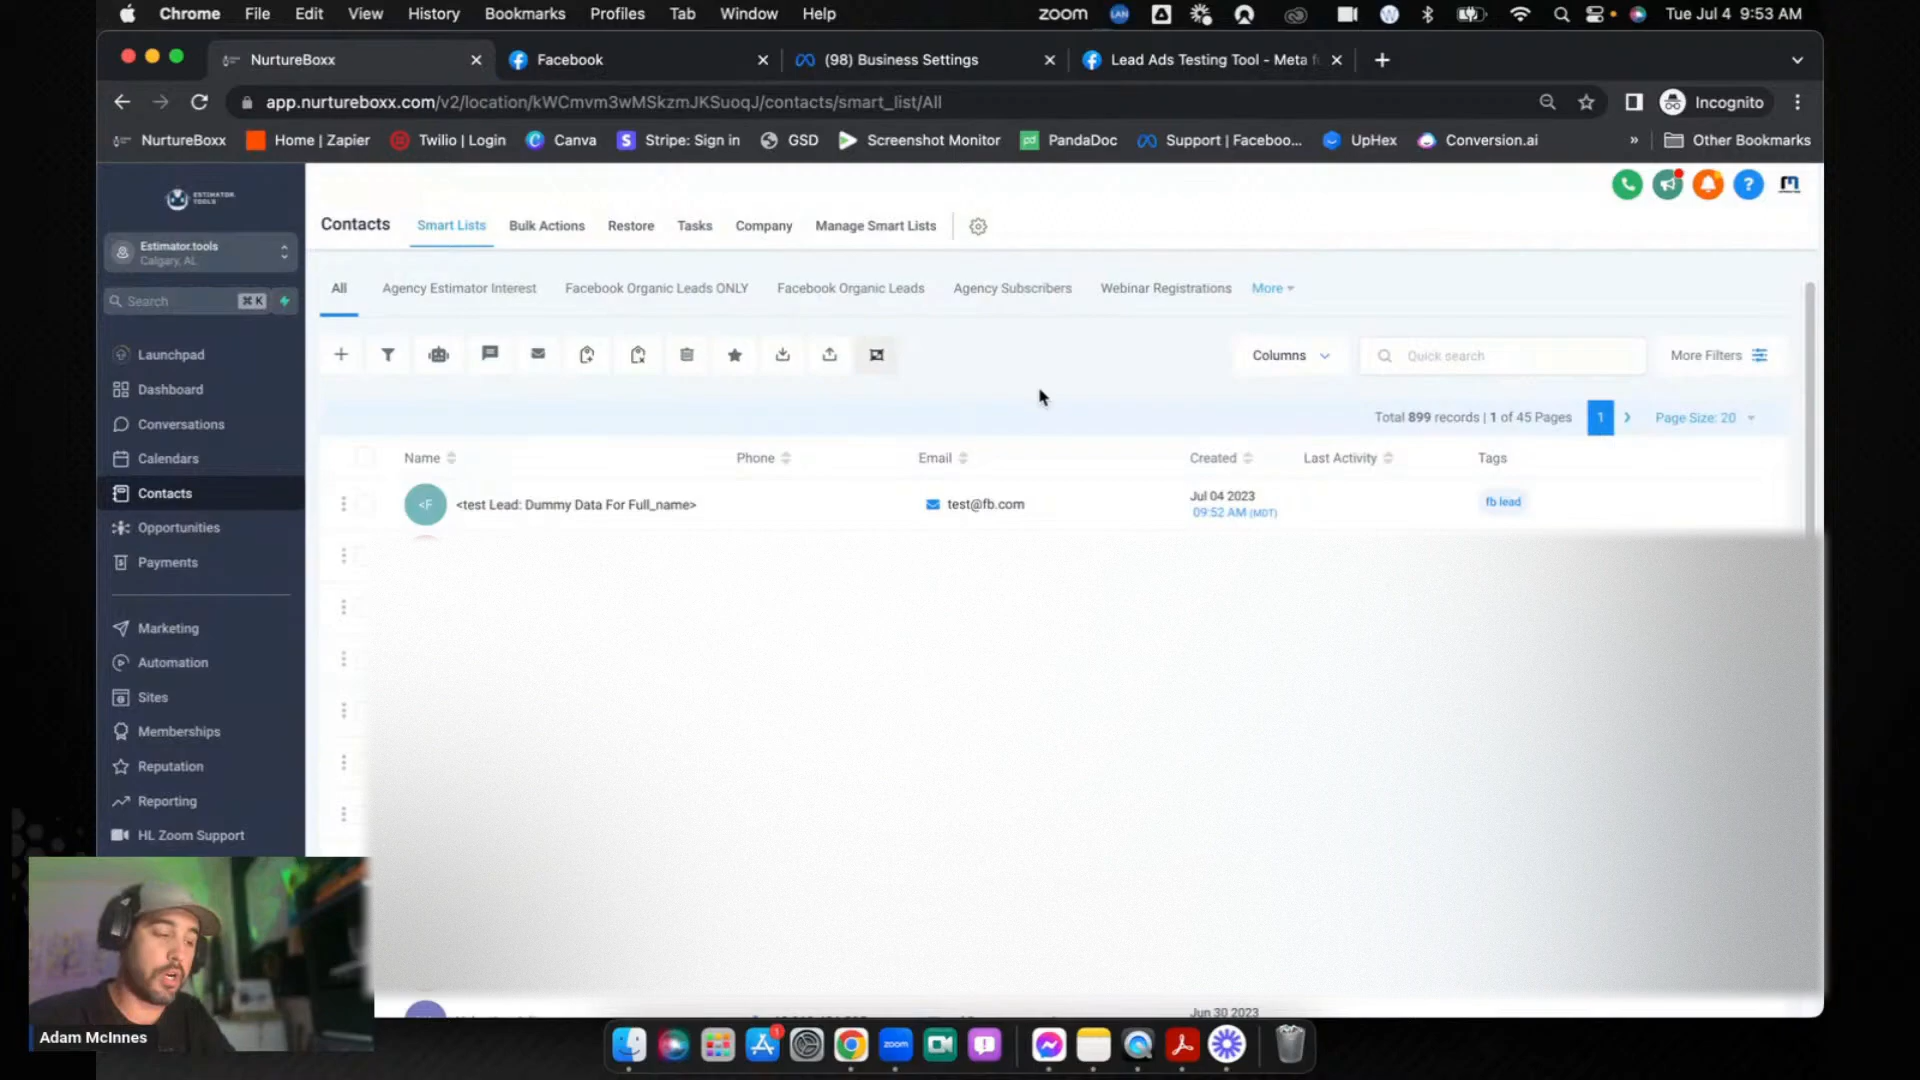 Chrome File Edit View History Bookmarks Profiles Tab Window Help zoom LAN Tue Jul 4 9:53 AM
NurtureBoxx Facebook (98) Business Settings Lead Ads Testing Tool - Meta f
app.nurtureboxx.com/v2/location/kWCmvm3wMSkzmJKSuoqJ/contacts/smart_list/All Incognito
NurtureBoxx Home | Zapier Twilio | Login Canva Stripe: Sign in GSD Screenshot Monitor PandaDoc Support | Faceboo... UpHex Conversion.ai » Other Bookmarks
ESTIMATOR
TOOLS
Contacts Smart Lists Bulk Actions Restore Tasks Company Manage Smart Lists
Estimator.tools
Calgary, AL
All Agency Estimator Interest Facebook Organic Leads ONLY Facebook Organic Leads Agency Subscribers Webinar Registrations More
Search ⌘ K
Launchpad
Columns Quick search More Filters
Dashboard
Conversations
Total 899 records | 1 of 45 Pages 1 Page Size: 20
Calendars
Name Phone Email Created Last Activity Tags
Contacts
<F <test Lead: Dummy Data For Full_name> test@fb.com Jul 04 2023 fb lead
09:52 AM (MDT)
Opportunities
Payments
Marketing
Automation
Sites
Memberships
Reputation
Reporting
HL Zoom Support
Jun 30 2023
Adam McInnes
zoom
1